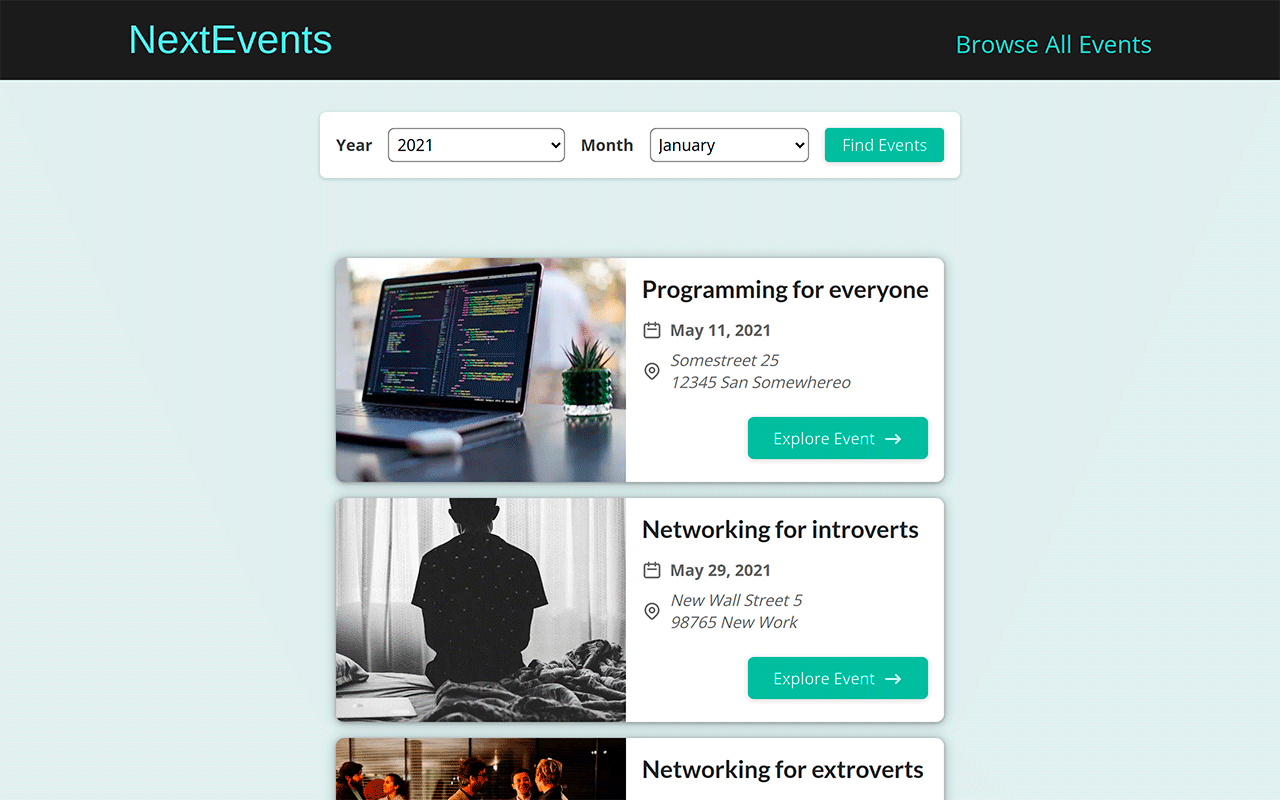 NextEvents
Browse All Events
Year 2021 Month January Find Events
Programming for everyone
May 11, 2021
Somestreet 25
12345 San Somewhereo
Explore Event →
Networking for introverts
May 29, 2021
New Wall Street 5
98765 New Work
Explore Event →
Networking for extroverts